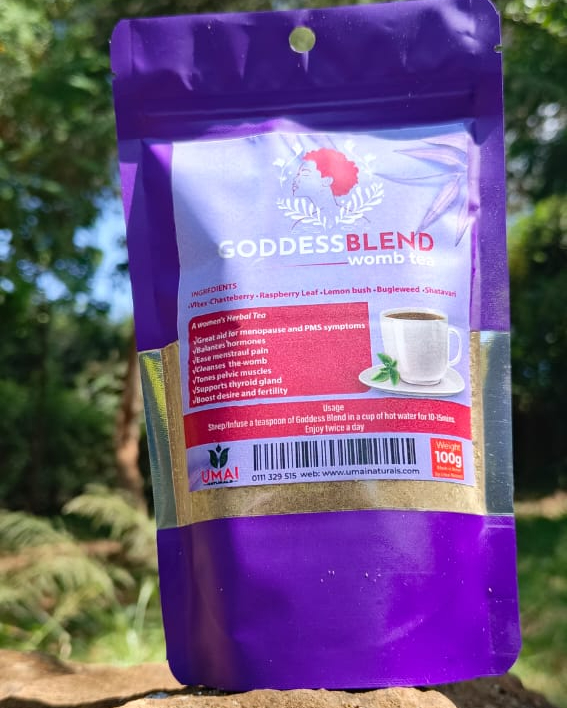 GODDESSBLEND
womb tea
INGREDIENTS
•Vitex-Chasteberry •Raspberry Leaf •Lemon bush •Bugleweed •Shatavari
A women's Herbal Tea
√Great aid for menopause and PMS symptoms
√Balances hormones
√Ease menstraul pain
√Cleanses the womb
√Tones pelvic muscles
√Supports thyroid gland
√Boost desire and fertility
Usage
Steep/Infuse a teaspoon of Goddess Blend in a cup of hot water for 10-15mins.
Enjoy twice a day
UMAI
NATURALS
0111 329 515 web: www.umainaturals.com
Weight
100g